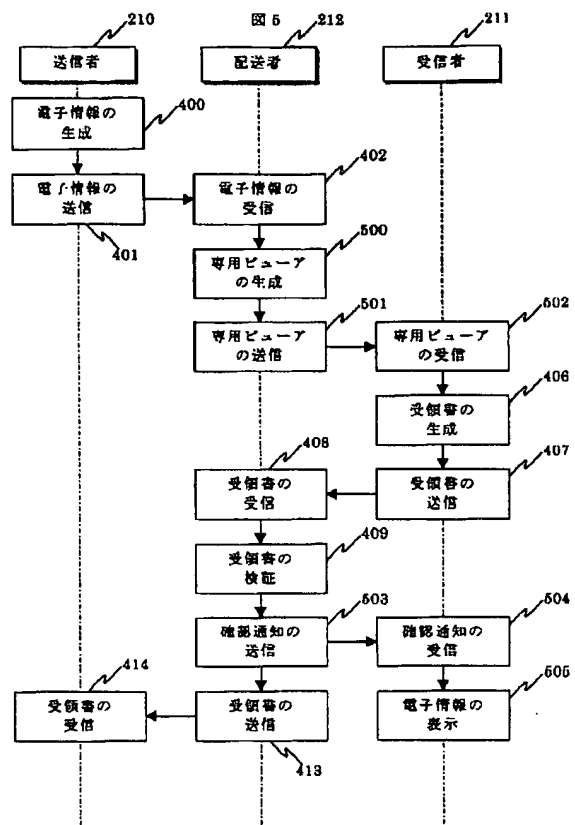 図5
210
212
211
送信者
配送者
受信者
電子情報の
生成
400
電子情報の
送信
401
電子情報の
受信
402
専用ビューア
の生成
500
専用ビューア
の送信
501
専用ビューア
の受信
502
受領書の
生成
406
受領書の
送信
407
受領書の
受信
408
受領書の
検証
409
確認通知の
送信
503
確認通知の
受信
504
受領書の
受信
414
受領書の
送信
413
電子情報の
表示
505